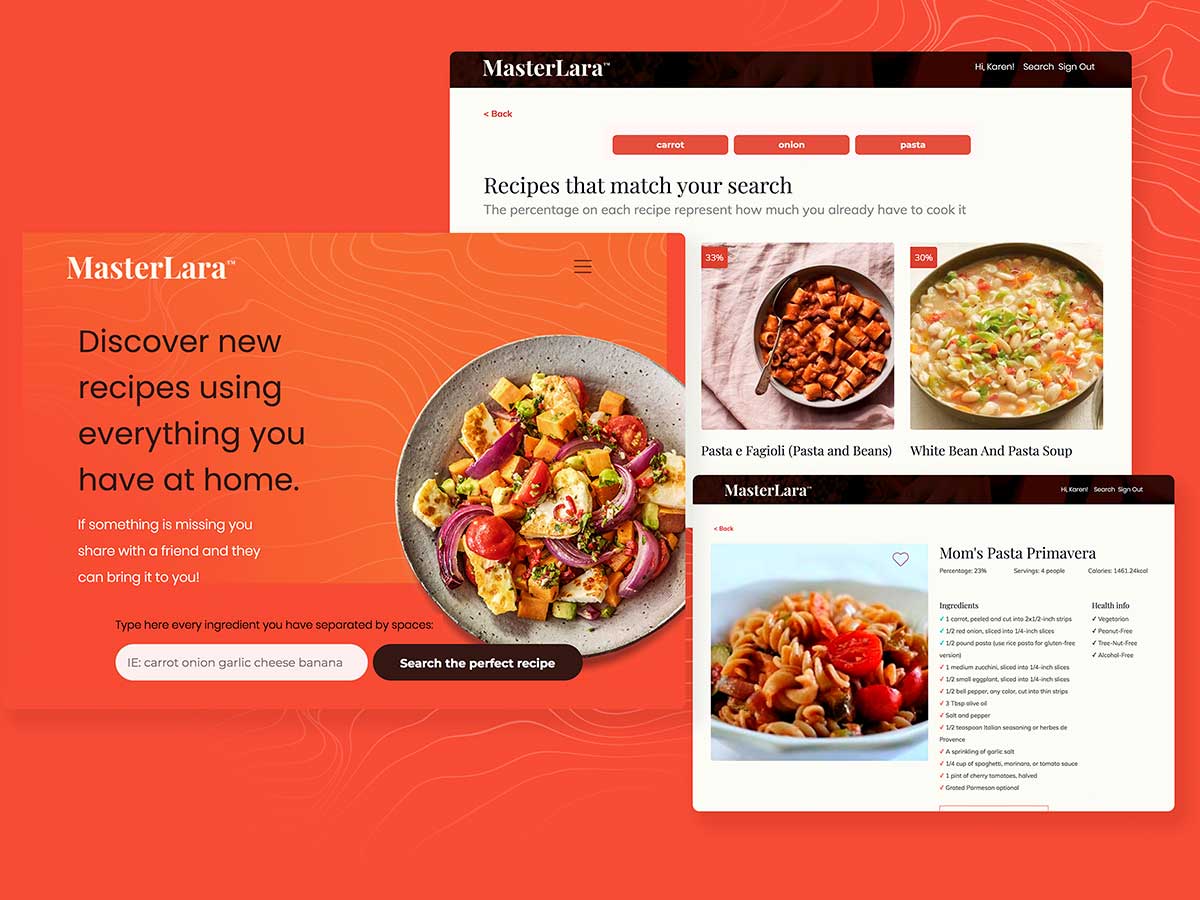 MasterLara™
Hi, Karen! Search Sign Out
< Back
carrot onion pasta
Recipes that match your search
The percentage on each recipe represent how much you already have to cook it
33%
30%
Pasta e Fagioli (Pasta and Beans)
White Bean And Pasta Soup
MasterLara™
Discover new
recipes using
everything you
have at home.
If something is missing you
share with a friend and they
can bring it to you!
Type here every ingredient you have separated by spaces:
IE: carrot onion garlic cheese banana
Search the perfect recipe
MasterLara™
Hi, Karen! Search Sign Out
< Back
Mom's Pasta Primavera
Percentage: 23% Servings: 4 people Calories: 1461.24kcal
Ingredients
✓ 1 carrot, peeled and cut into 2x1/2-inch strips
✓ 1/2 red onion, sliced into 1/4-inch slices
✓ 1/2 pound pasta (use rice pasta for gluten-free
version)
✓ 1 medium zucchini, sliced into 1/4-inch slices
✓ 1/2 small eggplant, sliced into 1/4-inch slices
✓ 1/2 bell pepper, any color, cut into thin strips
✓ 3 Tbsp olive oil
✓ Salt and pepper
✓ 1/2 teaspoon Italian seasoning or herbes de
Provence
✓ A sprinkling of garlic salt
✓ 1/4 cup of spaghetti, marinara, or tomato sauce
✓ 1 pint of cherry tomatoes, halved
✓ Grated Parmesan optional
Health info
✓ Vegetarian
✓ Peanut-Free
✓ Tree-Nut-Free
✓ Alcohol-Free